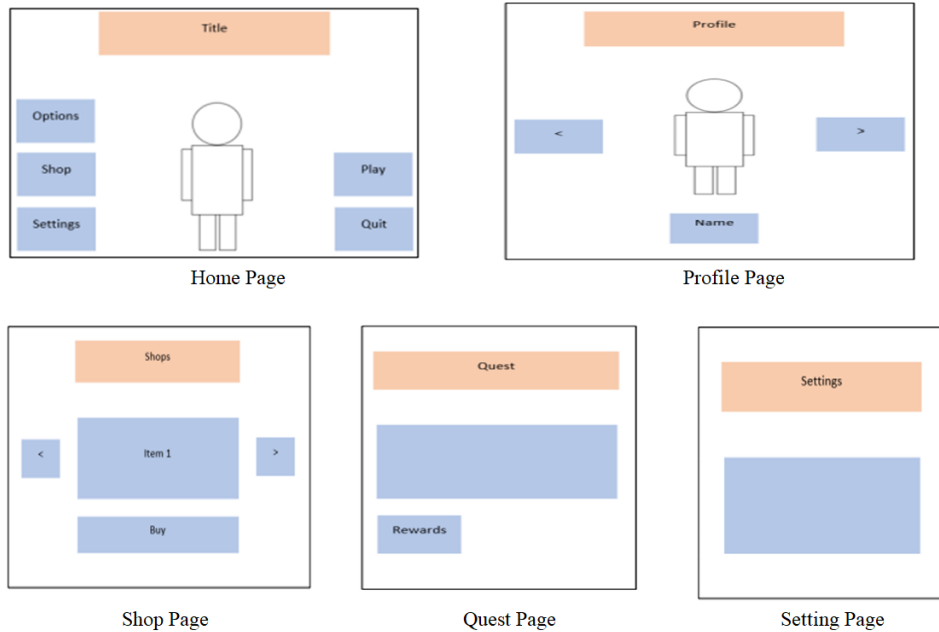 Title
Options
Shop
Settings
Play
Quit
Home Page
Profile
<
>
Name
Profile Page
Shops
<
Item 1
>
Buy
Shop Page
Quest
Rewards
Quest Page
Settings
Setting Page